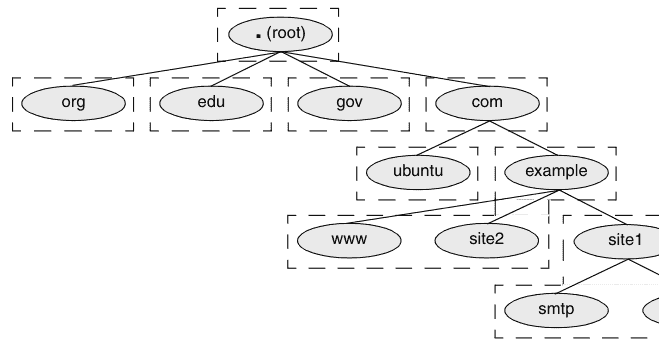 . (root)
org edu gov com
ubuntu example
www site2 site1
smtp